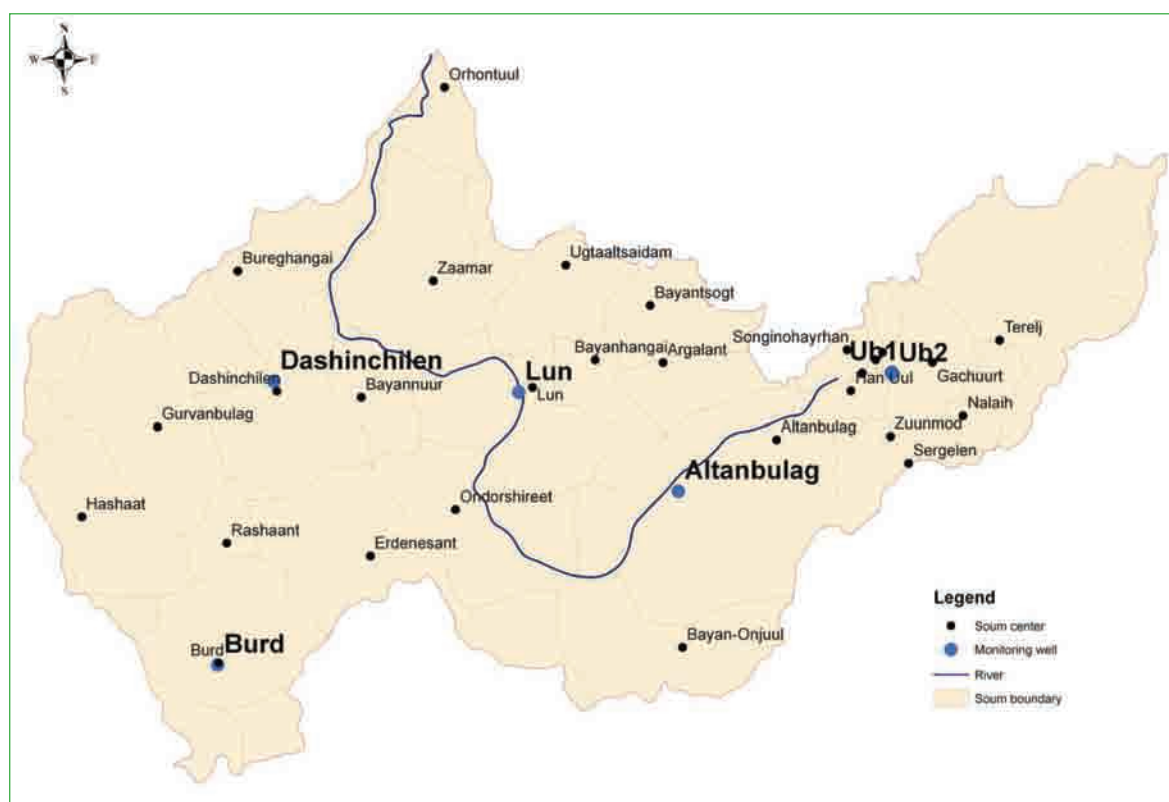 N
W E
S
Orhontuul
Bureghangai
Zaamar
Ugtaaltsaidam
Bayantsogt
Songinohayrhan
Terelj
Bayanhangai
Argalant
Ub1
Ub2
Dashinchilen
Dashinchilen
Bayannuur
Lun
Lun
Han Uul
Gachuurt
Gurvanbulag
Nalaih
Altanbulag
Zuunmod
Sergelen
Altanbulag
Hashaat
Ondorshireet
Rashaant
Erdenesant
Burd
Burd
Bayan-Onjuul
Legend
Soum center
Monitoring well
River
Soum boundary